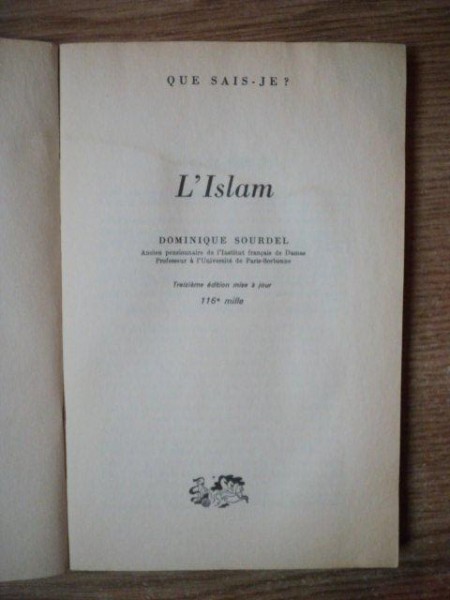 QUE SAIS-JE?
L'Islam
DOMINIQUE SOURDEL
Ancien pensionnaire de l'Institut français de Damas
Professeur à l'Université de Paris-Sorbonne
Treizième édition mise à jour
116e mille